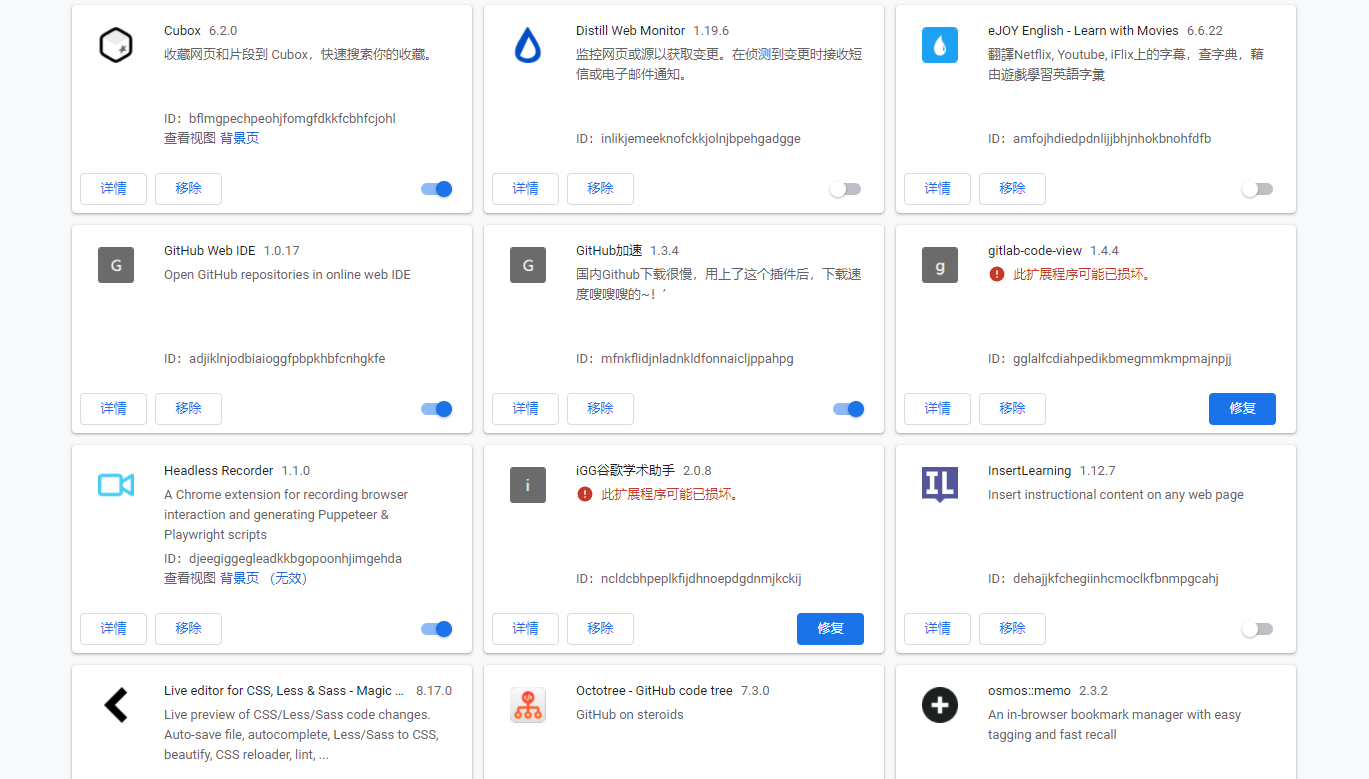 Cubox 6.2.0
收藏网页和片段到 Cubox，快速搜索你的收藏。
ID：bflmgpechpeohjfomgfdkkfcbhfcjohl
查看视图 背景页
详情 移除
Distill Web Monitor 1.19.6
监控网页或源以获取变更。在侦测到变更时接收短
信或电子邮件通知。
ID：inlikjemeeknofckkjolnjbpehgadgge
详情 移除
eJOY English - Learn with Movies 6.6.22
翻譯Netflix, Youtube, iFlix上的字幕，查字典，藉
由遊戲學習英語字彙
ID：amfojhdiedpdnlijjbhjnhokbnohfdfb
详情 移除
G
GitHub Web IDE 1.0.17
Open GitHub repositories in online web IDE
ID：adjiklnjodbiaioggfpbpkhbfcnhgkfe
详情 移除
G
GitHub加速 1.3.4
国内Github下载很慢，用上了这个插件后，下载速
度嗖嗖嗖的~！’
ID：mfnkflidjnladnkldfonnaicljppahpg
详情 移除
g
gitlab-code-view 1.4.4
此扩展程序可能已损坏。
ID：gglalfcdiahpedikbmegmmkmpmajnpjj
详情 移除 修复
Headless Recorder 1.1.0
A Chrome extension for recording browser
interaction and generating Puppeteer &
Playwright scripts
ID：djeegiggegleadkkbgopoonhjimgehda
查看视图 背景页 （无效）
详情 移除
i
iGG谷歌学术助手 2.0.8
此扩展程序可能已损坏。
ID：ncldcbhpeplkfijdhnoepdgdnmjkckij
详情 移除 修复
IL
InsertLearning 1.12.7
Insert instructional content on any web page
ID：dehajjkfchegiinhcmoclkfbnmpgcahj
详情 移除
Live editor for CSS, Less & Sass - Magic ... 8.17.0
Live preview of CSS/Less/Sass code changes.
Auto-save file, autocomplete, Less/Sass to CSS,
beautify, CSS reloader, lint, ...
Octotree - GitHub code tree 7.3.0
GitHub on steroids
osmos::memo 2.3.2
An in-browser bookmark manager with easy
tagging and fast recall